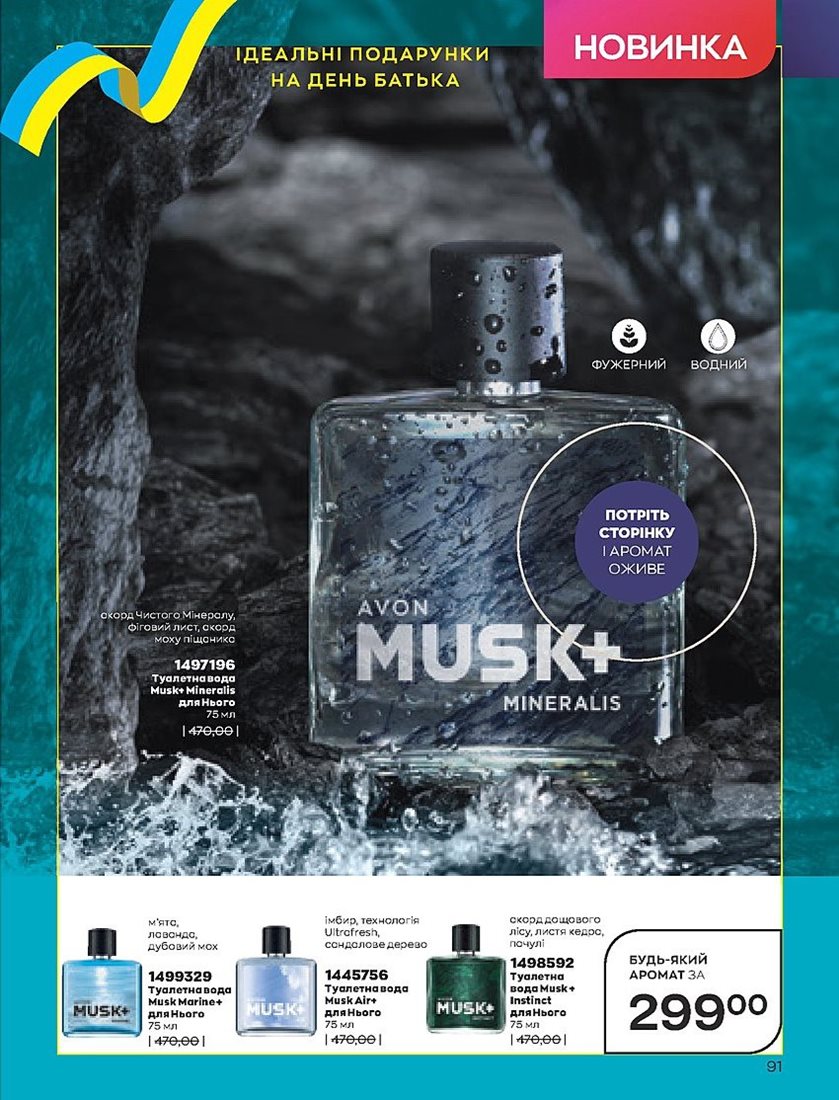 ІДЕАЛЬНІ ПОДАРУНКИ
НА ДЕНЬ БАТЬКА
НОВИНКА
ФУЖЕРНИЙ
ВОДНИЙ
ПОТРІТЬ
СТОРІНКУ
І АРОМАТ
ОЖИВЕ
AVON
MUSK+
MINERALIS
акорд Чистого Мінералу,
фіговий лист, акорд
моху піщаника
1497196
Туалетна вода
Musk+ Mineralis
для Нього
75 мл
| 470,00 |
м'ята,
лаванда,
дубовий мох
1499329
Туалетна вода
Musk Marine+
для Нього
75 мл
| 470,00 |
MUSK+
імбир, технологія
Ultrafresh,
сандалове дерево
1445756
Туалетна вода
Musk Air+
для Нього
75 мл
| 470,00 |
MUSK+
акорд дощового
лісу, листя кедра,
пачулі
1498592
Туалетна
вода Musk+
Instinct
для Нього
75 мл
| 470,00 |
MUSK+
БУДЬ-ЯКИЙ
АРОМАТ ЗА
29900
91